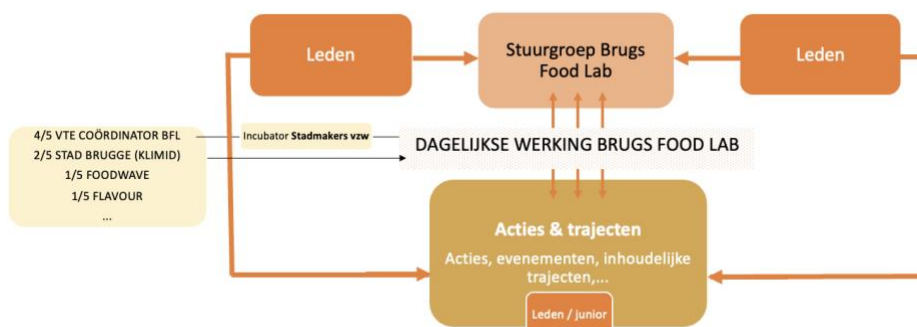 Leden
Stuurgroep Brugs
Food Lab
Leden
4/5 VTE COÖRDINATOR BFL
2/5 STAD BRUGGE (KLIMID)
1/5 FOODWAVE
1/5 FLAVOUR
...
Incubator Stadmakers vzw
DAGELIJKSE WERKING BRUGS FOOD LAB
Acties & trajecten
Acties, evenementen, inhoudelijke
trajecten,...
Leden / junior